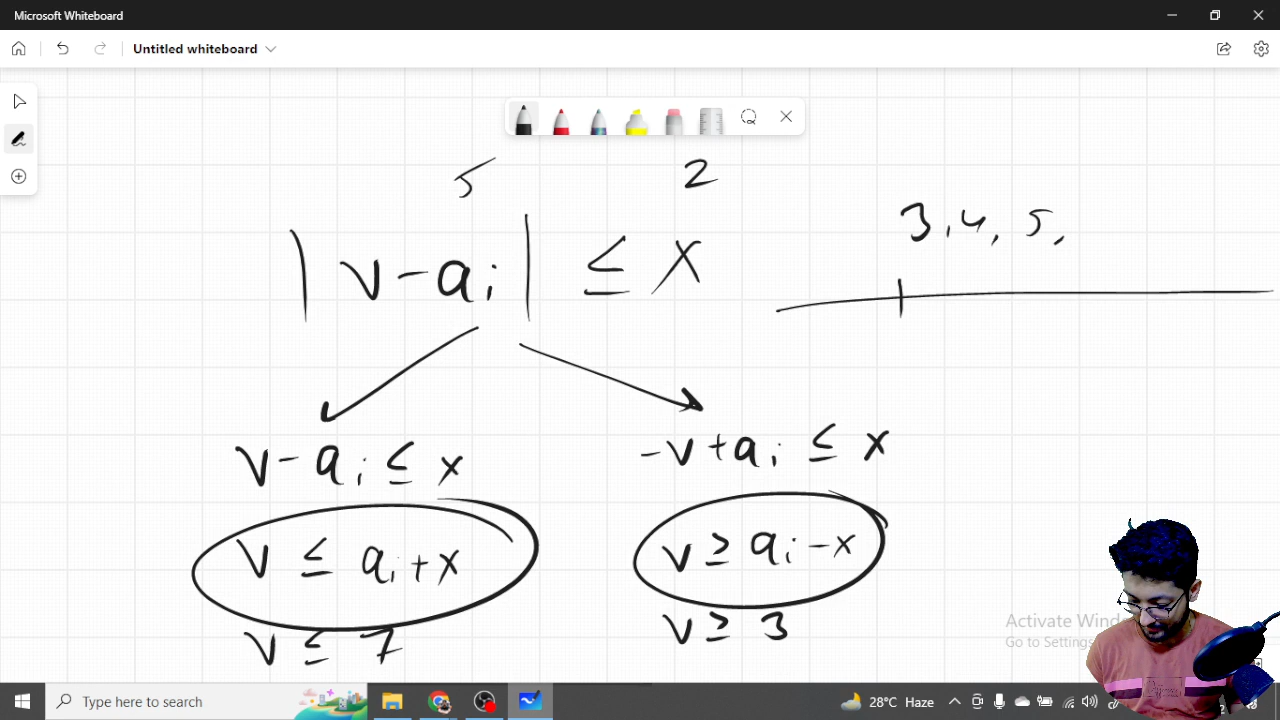 Microsoft Whiteboard
Untitled whiteboard
5 2
3, 4, 5,
|v-aᵢ| ≤ x
v-aᵢ ≤ x
-v+aᵢ ≤ x
v ≤ aᵢ+x
v ≥ aᵢ-x
v ≤ 7
v ≥ 3
Activate Wind
Go to Settings
Type here to search
28°C Haze